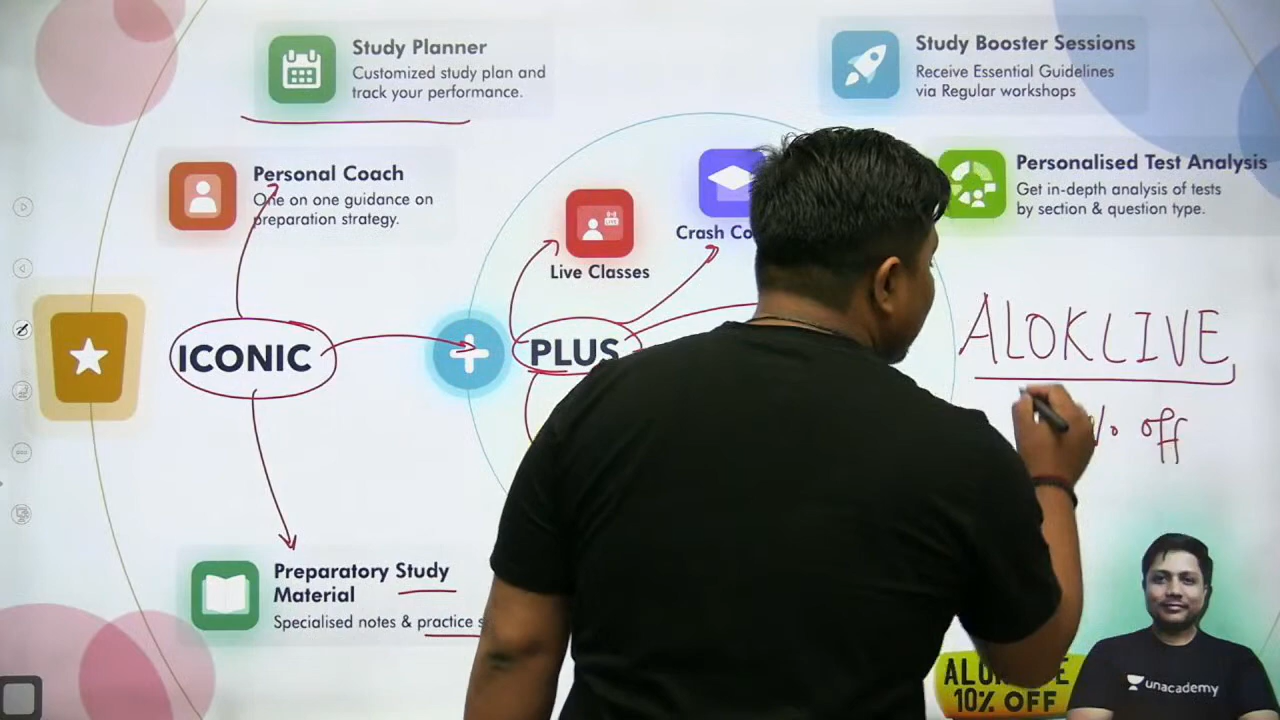 Study Planner
Customized study plan and
track your performance.
Study Booster Sessions
Receive Essential Guidelines
via Regular workshops
Personal Coach
One on one guidance on
preparation strategy.
Live Classes
Crash
Personalised Test Analysis
Get in-depth analysis of tests
by section & question type.
ICONIC
PLUS
ALOKLIVE
% off
Preparatory Study
Material
Specialised notes & practice
10% OFF
unacademy